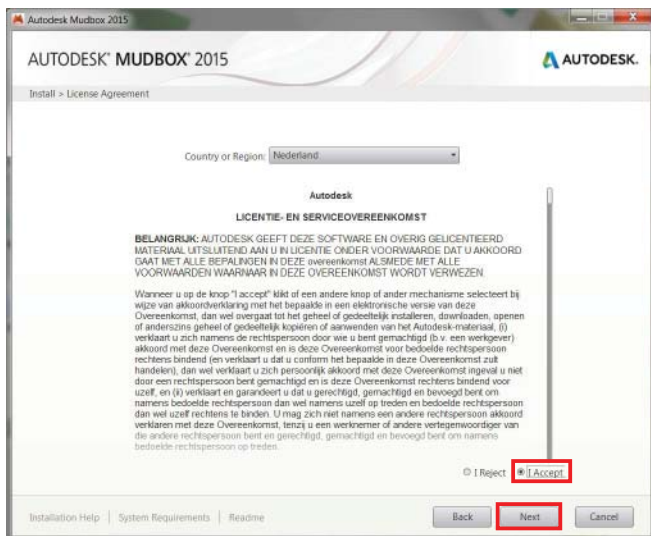 Autodesk Mudbox 2015
AUTODESK® MUDBOX® 2015
AUTODESK.
Install > License Agreement
Country or Region: Nederland
Autodesk
LICENTIE- EN SERVICEOVEREENKOMST
BELANGRIJK: AUTODESK GEEFT DEZE SOFTWARE EN OVERIG GELICENTIEERD
MATERIAAL UITSLUITEND AAN U IN LICENTIE ONDER VOORWAARDE DAT U AKKOORD
GAAT MET ALLE BEPALINGEN IN DEZE overeenkomst ALSMEDE MET ALLE
VOORWAARDEN WAARNAAR IN DEZE OVEREENKOMST WORDT VERWEZEN.
Wanneer u op de knop "I accept" klikt of een andere knop of ander mechanisme selecteert bij
wijze van akkoordverklaring met het bepaalde in een elektronische versie van deze
Overeenkomst, dan wel overgaat tot het geheel of gedeeltelijk installeren, downloaden, openen
of anderszins geheel of gedeeltelijk kopiëren of aanwenden van het Autodesk-materiaal, (i)
verklaart u zich namens de rechtspersoon door wie u bent gemachtigd (b.v. een werkgever)
akkoord met deze Overeenkomst en is deze Overeenkomst voor bedoelde rechtspersoon
rechtens bindend (en verklaart u dat u conform het bepaalde in deze Overeenkomst zult
handelen), dan wel verklaart u zich persoonlijk akkoord met deze Overeenkomst ingeval u niet
door een rechtspersoon bent gemachtigd en is deze Overeenkomst rechtens bindend voor
uzelf, en (ii) verklaart en garandeert u dat u gerechtigd, gemachtigd en bevoegd bent om
namens bedoelde rechtspersoon dan wel namens uzelf op treden en bedoelde rechtspersoon
dan wel uzelf rechtens te binden. U mag zich niet namens een andere rechtspersoon akkoord
verklaren met deze Overeenkomst, tenzij u een werknemer of andere vertegenwoordiger van
die andere rechtspersoon bent en gerechtigd, gemachtigd en bevoegd bent om namens
bedoelde rechtspersoon op treden.
I Reject I Accept
Installation Help | System Requirements | Readme Back Next Cancel